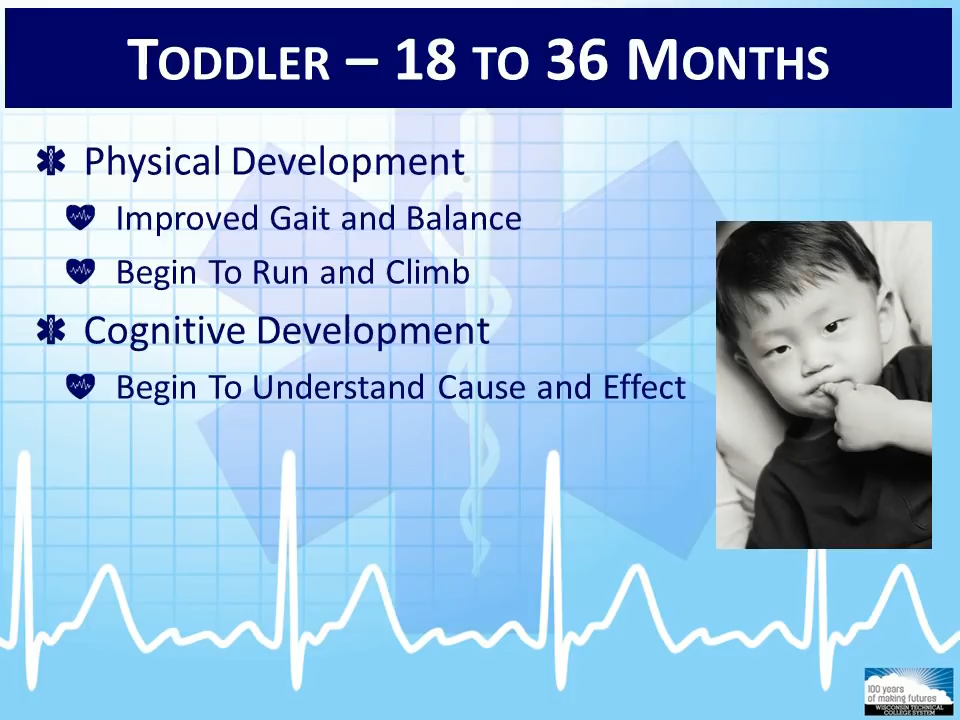 Toddler – 18 to 36 Months
Physical Development
Improved Gait and Balance
Begin To Run and Climb
Cognitive Development
Begin To Understand Cause and Effect
100 years
of making futures
WISCONSIN TECHNICAL
COLLEGE SYSTEM